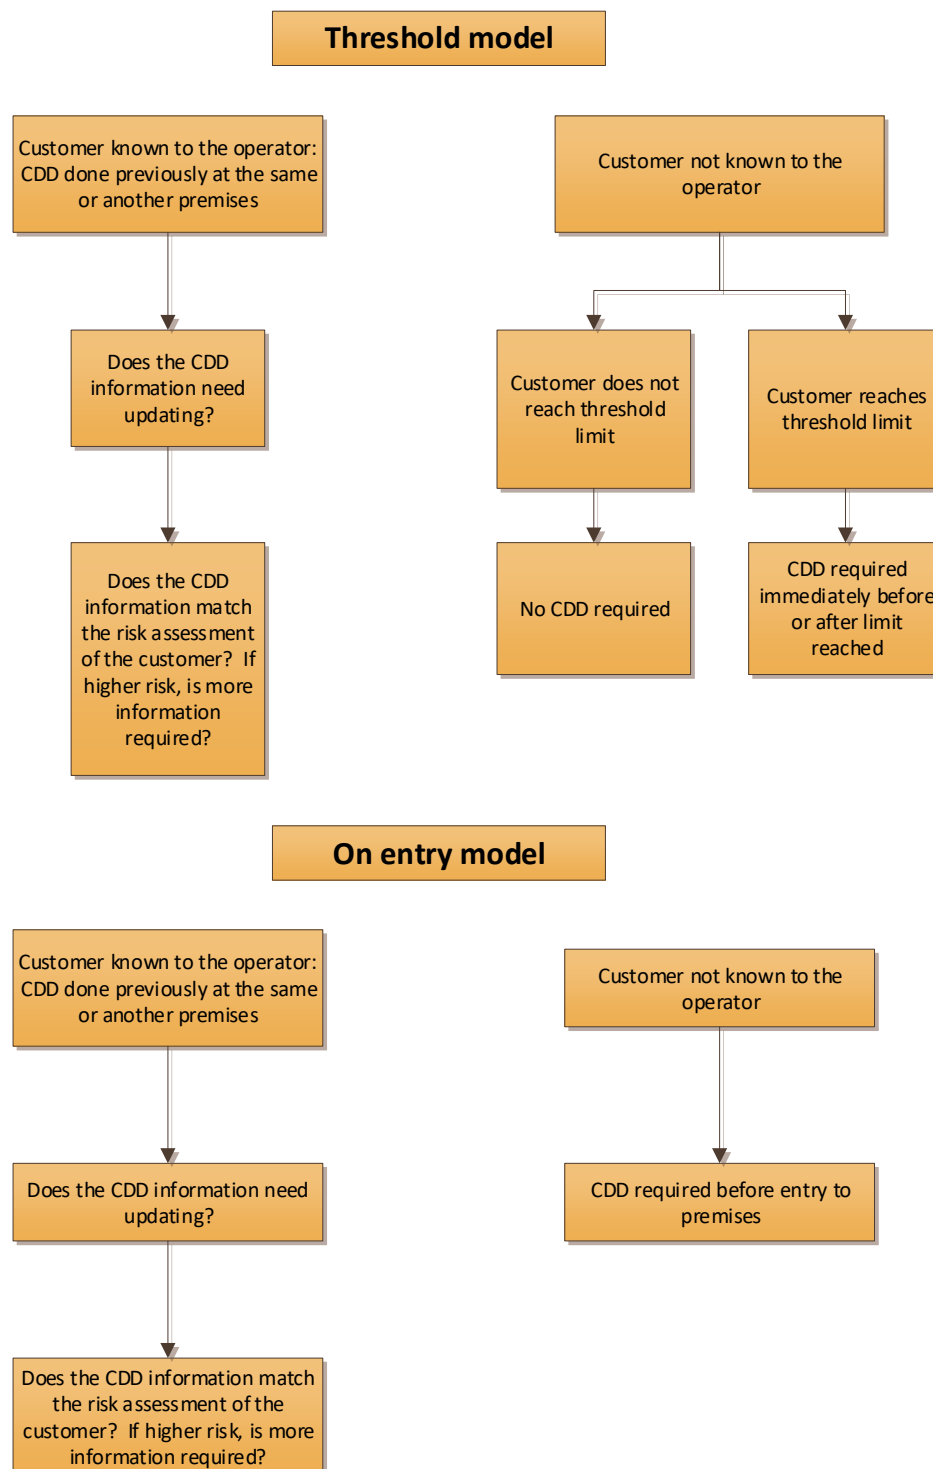 Threshold model
Customer known to the operator:
CDD done previously at the same
or another premises
Customer not known to the
operator
Does the CDD
information need
updating?
Customer does not
reach threshold
limit
Customer reaches
threshold limit
Does the CDD
information match
the risk assessment
of the customer?  If
higher risk, is more
information
required?
No CDD required
CDD required
immediately before
or after limit
reached
On entry model
Customer known to the operator:
CDD done previously at the same
or another premises
Customer not known to the
operator
Does the CDD information need
updating?
CDD required before entry to
premises
Does the CDD information match
the risk assessment of the
customer?  If higher risk, is more
information required?